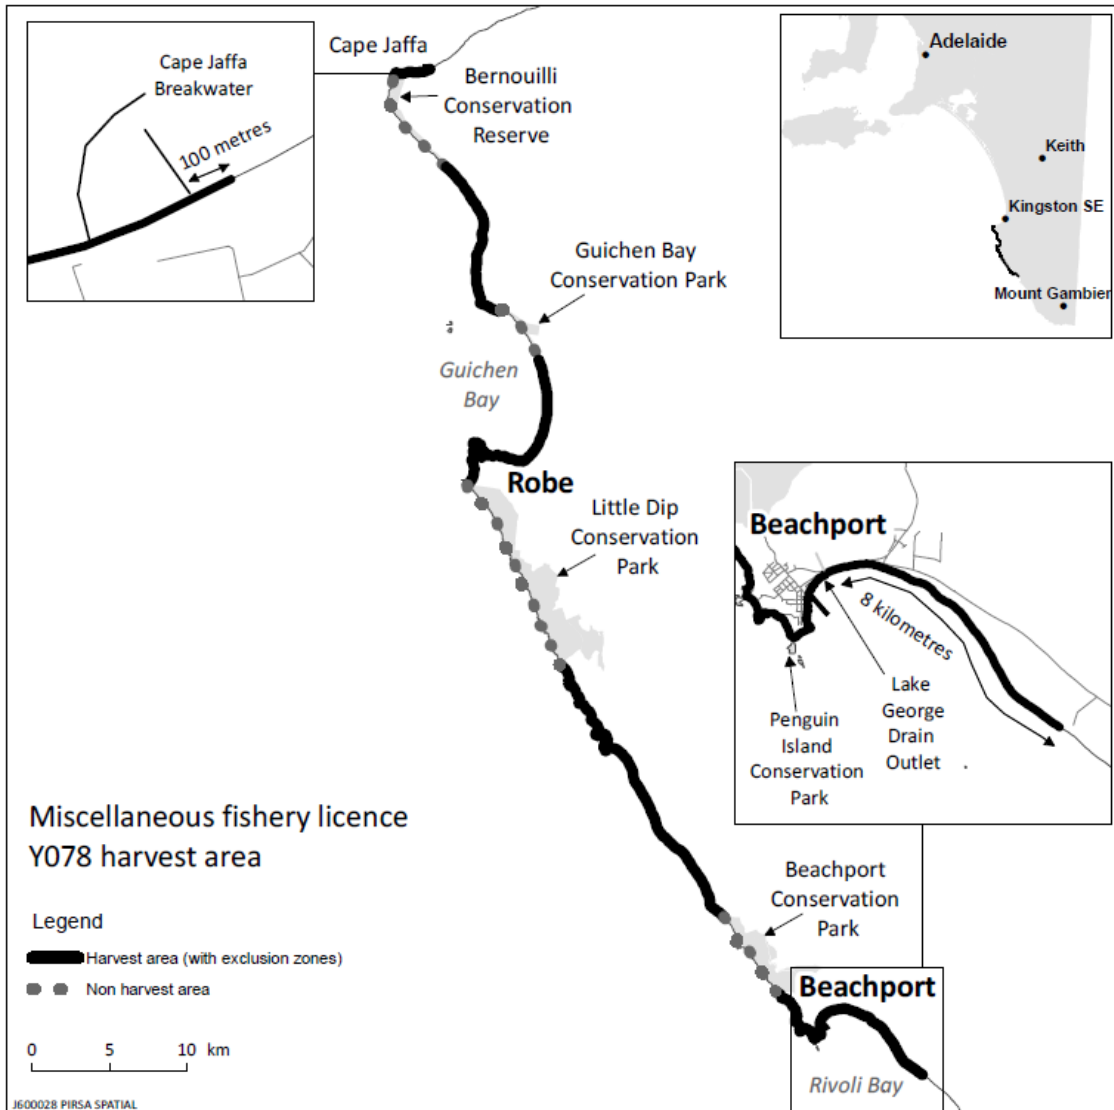 Cape Jaffa
Breakwater
100 metres
Cape Jaffa
Bernouilli
Conservation
Reserve
Adelaide
Keith
Kingston SE
Mount Gambier
Guichen Bay
Conservation Park
Guichen
Bay
Robe
Little Dip
Conservation
Park
Beachport
8 kilometres
Lake
George
Drain
Outlet
Penguin
Island
Conservation
Park
Miscellaneous fishery licence
Y078 harvest area
Legend
Harvest area (with exclusion zones)
Non harvest area
0 5 10 km
Beachport
Conservation
Park
Beachport
Rivoli Bay
J600028 PIRSA SPATIAL